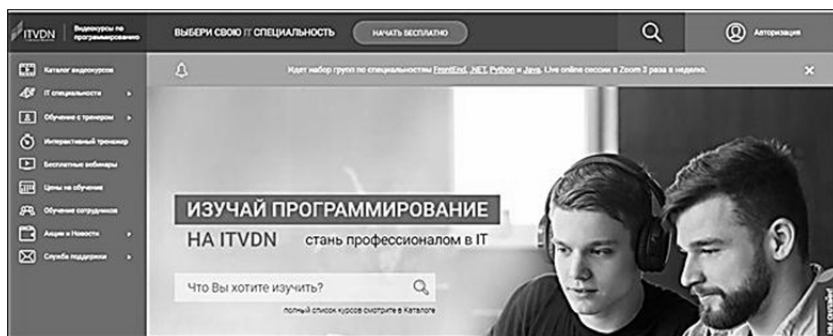 ITVDN
Видеокурсы по
программированию
ВЫБЕРИ СВОЮ IT СПЕЦИАЛЬНОСТЬ
НАЧАТЬ БЕСПЛАТНО
Авторизация
Каталог видеокурсов
IT специальности
Обучение с тренером
Интерактивный тренажер
Бесплатные вебинары
Цены на обучение
Обучение сотрудников
Акции и Новости
Служба поддержки
Идет набор групп по специальностям FrontEnd, .NET, Python и Java. Live online сессии в Zoom 3 раза в неделю.
ИЗУЧАЙ ПРОГРАММИРОВАНИЕ
НА ITVDN стань профессионалом в IT
Что Вы хотите изучить?
полный список курсов смотрите в Каталоге